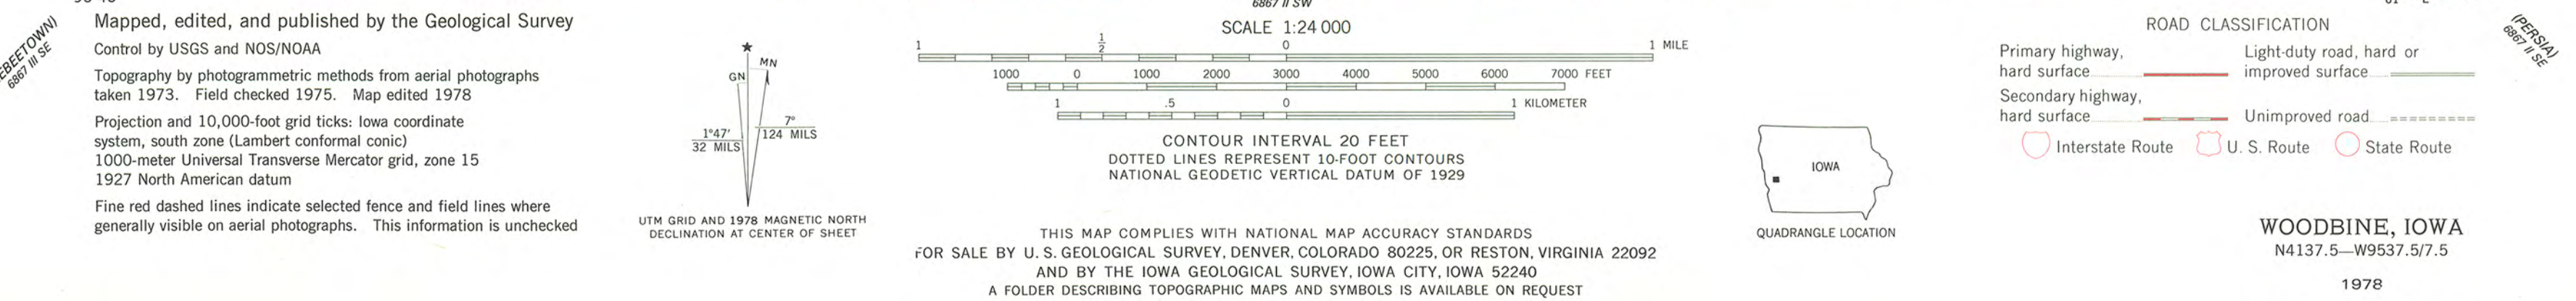 Mapped, edited, and published by the Geological Survey
Control by USGS and NOS/NOAA
Topography by photogrammetric methods from aerial photographs
taken 1973. Field checked 1975. Map edited 1978
Projection and 10,000-foot grid ticks: Iowa coordinate
system, south zone (Lambert conformal conic)
1000-meter Universal Transverse Mercator grid, zone 15
1927 North American datum
Fine red dashed lines indicate selected fence and field lines where
generally visible on aerial photographs. This information is unchecked
6867 III SE
MN
GN
1°47'
32 MILS
7°
124 MILS
UTM GRID AND 1978 MAGNETIC NORTH
DECLINATION AT CENTER OF SHEET
6867 II SW
SCALE 1:24 000
1 ½ 0 1 MILE
1000 0 1000 2000 3000 4000 5000 6000 7000 FEET
1 .5 0 1 KILOMETER
CONTOUR INTERVAL 20 FEET
DOTTED LINES REPRESENT 10-FOOT CONTOURS
NATIONAL GEODETIC VERTICAL DATUM OF 1929
THIS MAP COMPLIES WITH NATIONAL MAP ACCURACY STANDARDS
FOR SALE BY U. S. GEOLOGICAL SURVEY, DENVER, COLORADO 80225, OR RESTON, VIRGINIA 22092
AND BY THE IOWA GEOLOGICAL SURVEY, IOWA CITY, IOWA 52240
A FOLDER DESCRIBING TOPOGRAPHIC MAPS AND SYMBOLS IS AVAILABLE ON REQUEST
IOWA
QUADRANGLE LOCATION
ROAD CLASSIFICATION
Primary highway,
hard surface
Light-duty road, hard or
improved surface
Secondary highway,
hard surface
Unimproved road
Interstate Route
U. S. Route
State Route
(PERSIA)
6867 II SE
WOODBINE, IOWA
N4137.5—W9537.5/7.5
1978